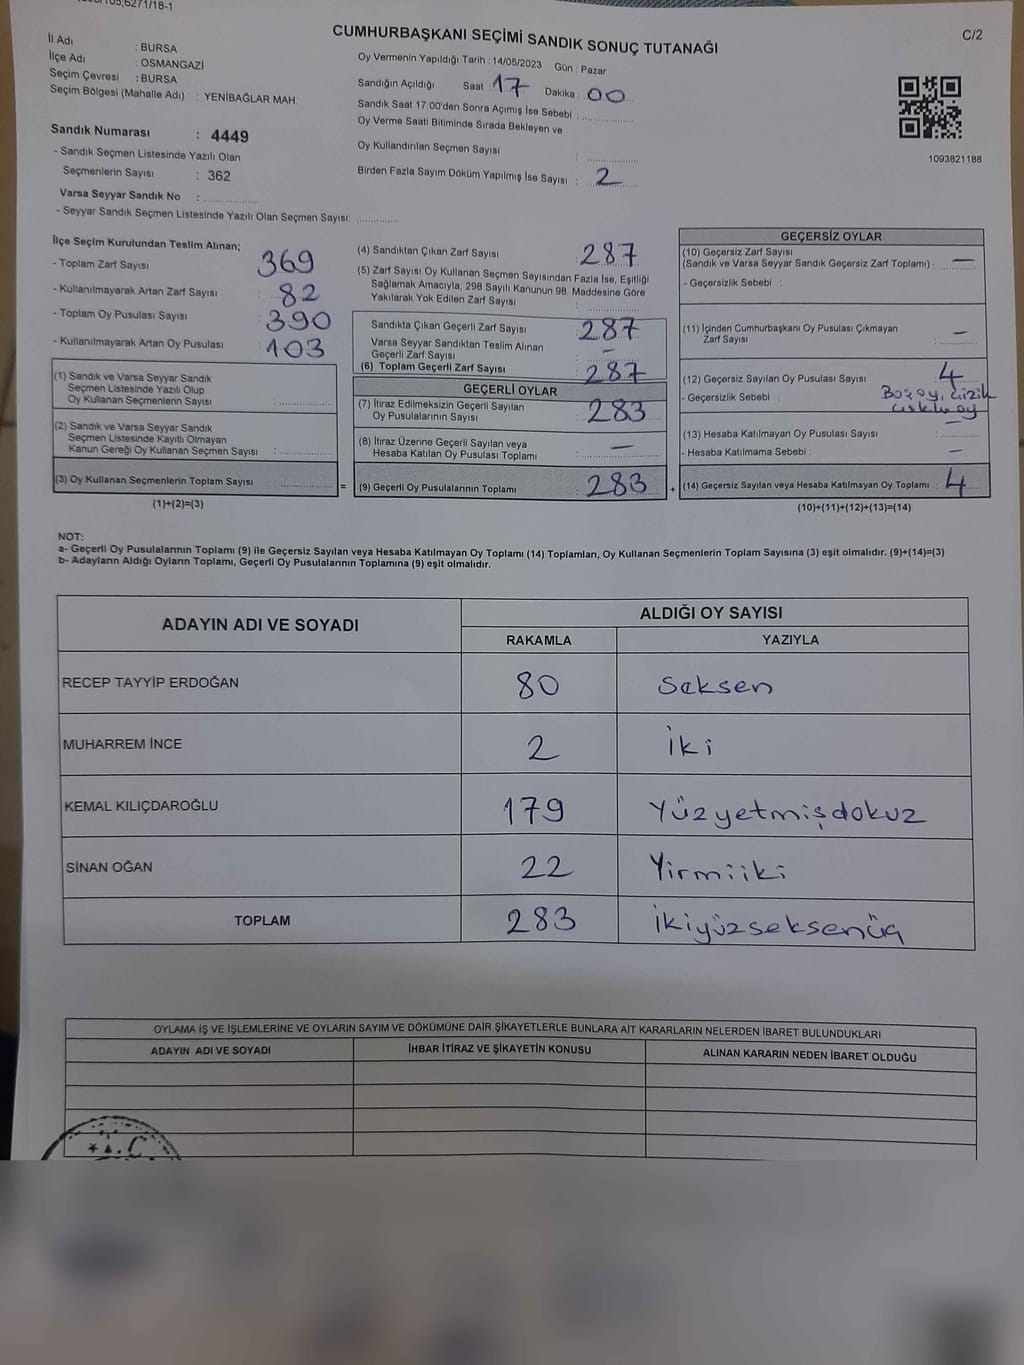 CUMHURBAŞKANI SEÇİMİ SANDIK SONUÇ TUTANAĞI
C/2
İl Adı : BURSA
İlçe Adı : OSMANGAZİ
Seçim Çevresi : BURSA
Seçim Bölgesi (Mahalle Adı) : YENİBAĞLAR MAH.
Sandık Numarası : 4449
- Sandık Seçmen Listesinde Yazılı Olan
Seçmenlerin Sayısı : 362
Varsa Seyyar Sandık No :
- Seyyar Sandık Seçmen Listesinde Yazılı Olan Seçmen Sayısı:
Oy Vermenin Yapıldığı Tarih : 14/05/2023 Gün : Pazar
Sandığın Açıldığı Saat : 17 Dakika : 00
Sandık Saat 17:00'den Sonra Açımış İse Sebebi :
Oy Verme Saati Bitiminde Sırada Bekleyen ve
Oy Kullandırılan Seçmen Sayısı :
Birden Fazla Sayım Döküm Yapılmış İse Sayısı : 2
1093821188
İlçe Seçim Kurulundan Teslim Alınan;
- Toplam Zarf Sayısı : 369
- Kullanılmayarak Artan Zarf Sayısı : 82
- Toplam Oy Pusulası Sayısı : 390
- Kullanılmayarak Artan Oy Pusulası : 103
(1) Sandık ve Varsa Seyyar Sandık
Seçmen Listesinde Yazılı Olup
Oy Kullanan Seçmenlerin Sayısı :
(2) Sandık ve Varsa Seyyar Sandık
Seçmen Listesinde Kayıtlı Olmayan
Kanun Gereği Oy Kullanan Seçmen Sayısı :
(3) Oy Kullanan Seçmenlerin Toplam Sayısı :
(1)+(2)=(3)
=
(4) Sandıktan Çıkan Zarf Sayısı : 287
(5) Zarf Sayısı Oy Kullanan Seçmen Sayısından Fazla İse, Eşitliği
Sağlamak Amacıyla; 298 Sayılı Kanunun 98. Maddesine Göre
Yakılarak Yok Edilen Zarf Sayısı :
Sandıkta Çıkan Geçerli Zarf Sayısı : 287
Varsa Seyyar Sandıktan Teslim Alınan
Geçerli Zarf Sayısı : –
(6) Toplam Geçerli Zarf Sayısı : 287
GEÇERLİ OYLAR
(7) İtiraz Edilmeksizin Geçerli Sayılan
Oy Pusulalarının Sayısı : 283
(8) İtiraz Üzerine Geçerli Sayılan veya
Hesaba Katılan Oy Pusulası Toplamı : —
(9) Geçerli Oy Pusulalarının Toplamı : 283
+
GEÇERSİZ OYLAR
(10) Geçersiz Zarf Sayısı
(Sandık ve Varsa Seyyar Sandık Geçersiz Zarf Toplamı) : —
- Geçersizlik Sebebi :
(11) İçinden Cumhurbaşkanı Oy Pusulası Çıkmayan
Zarf Sayısı : –
(12) Geçersiz Sayılan Oy Pusulası Sayısı : 4
- Geçersizlik Sebebi :
(13) Hesaba Katılmayan Oy Pusulası Sayısı : –
- Hesaba Katılmama Sebebi : –
(14) Geçersiz Sayılan veya Hesaba Katılmayan Oy Toplamı : 4
(10)+(11)+(12)+(13)=(14)
NOT:
a- Geçerli Oy Pusulalarının Toplamı (9) ile Geçersiz Sayılan veya Hesaba Katılmayan Oy Toplamı (14) Toplamları, Oy Kullanan Seçmenlerin Toplam Sayısına (3) eşit olmalıdır. (9)+(14)=(3)
b- Adayların Aldığı Oyların Toplamı, Geçerli Oy Pusulalarının Toplamına (9) eşit olmalıdır.
ADAYIN ADI VE SOYADI ALDIĞI OY SAYISI
RAKAMLA YAZIYLA
RECEP TAYYİP ERDOĞAN 80 Seksen
MUHARREM İNCE 2 İki
KEMAL KILIÇDAROĞLU 179 Yüzyetmişdokuz
SİNAN OĞAN 22 Yirmiiki
TOPLAM 283 İkiyüzseksenüç
OYLAMA İŞ VE İŞLEMLERİNE VE OYLARIN SAYIM VE DÖKÜMÜNE DAİR ŞİKAYETLERLE BUNLARA AİT KARARLARIN NELERDEN İBARET BULUNDUKLARI
ADAYIN ADI VE SOYADI İHBAR İTİRAZ VE ŞİKAYETİN KONUSU ALINAN KARARIN NEDEN İBARET OLDUĞU
T.C